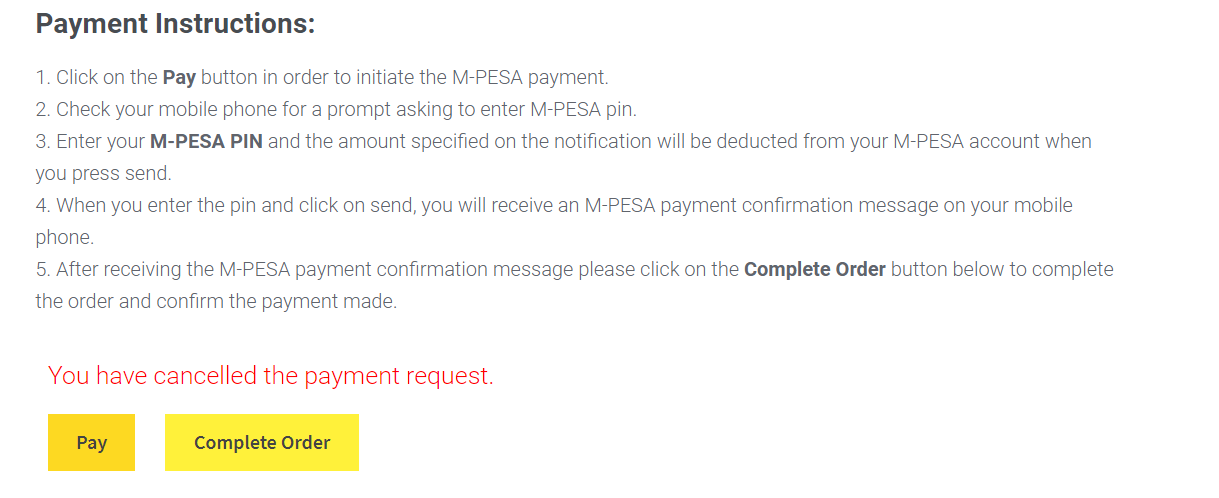 Payment Instructions:
1. Click on the Pay button in order to initiate the M-PESA payment.
2. Check your mobile phone for a prompt asking to enter M-PESA pin.
3. Enter your M-PESA PIN and the amount specified on the notification will be deducted from your M-PESA account when
you press send.
4. When you enter the pin and click on send, you will receive an M-PESA payment confirmation message on your mobile
phone.
5. After receiving the M-PESA payment confirmation message please click on the Complete Order button below to complete
the order and confirm the payment made.
You have cancelled the payment request.
Pay
Complete Order